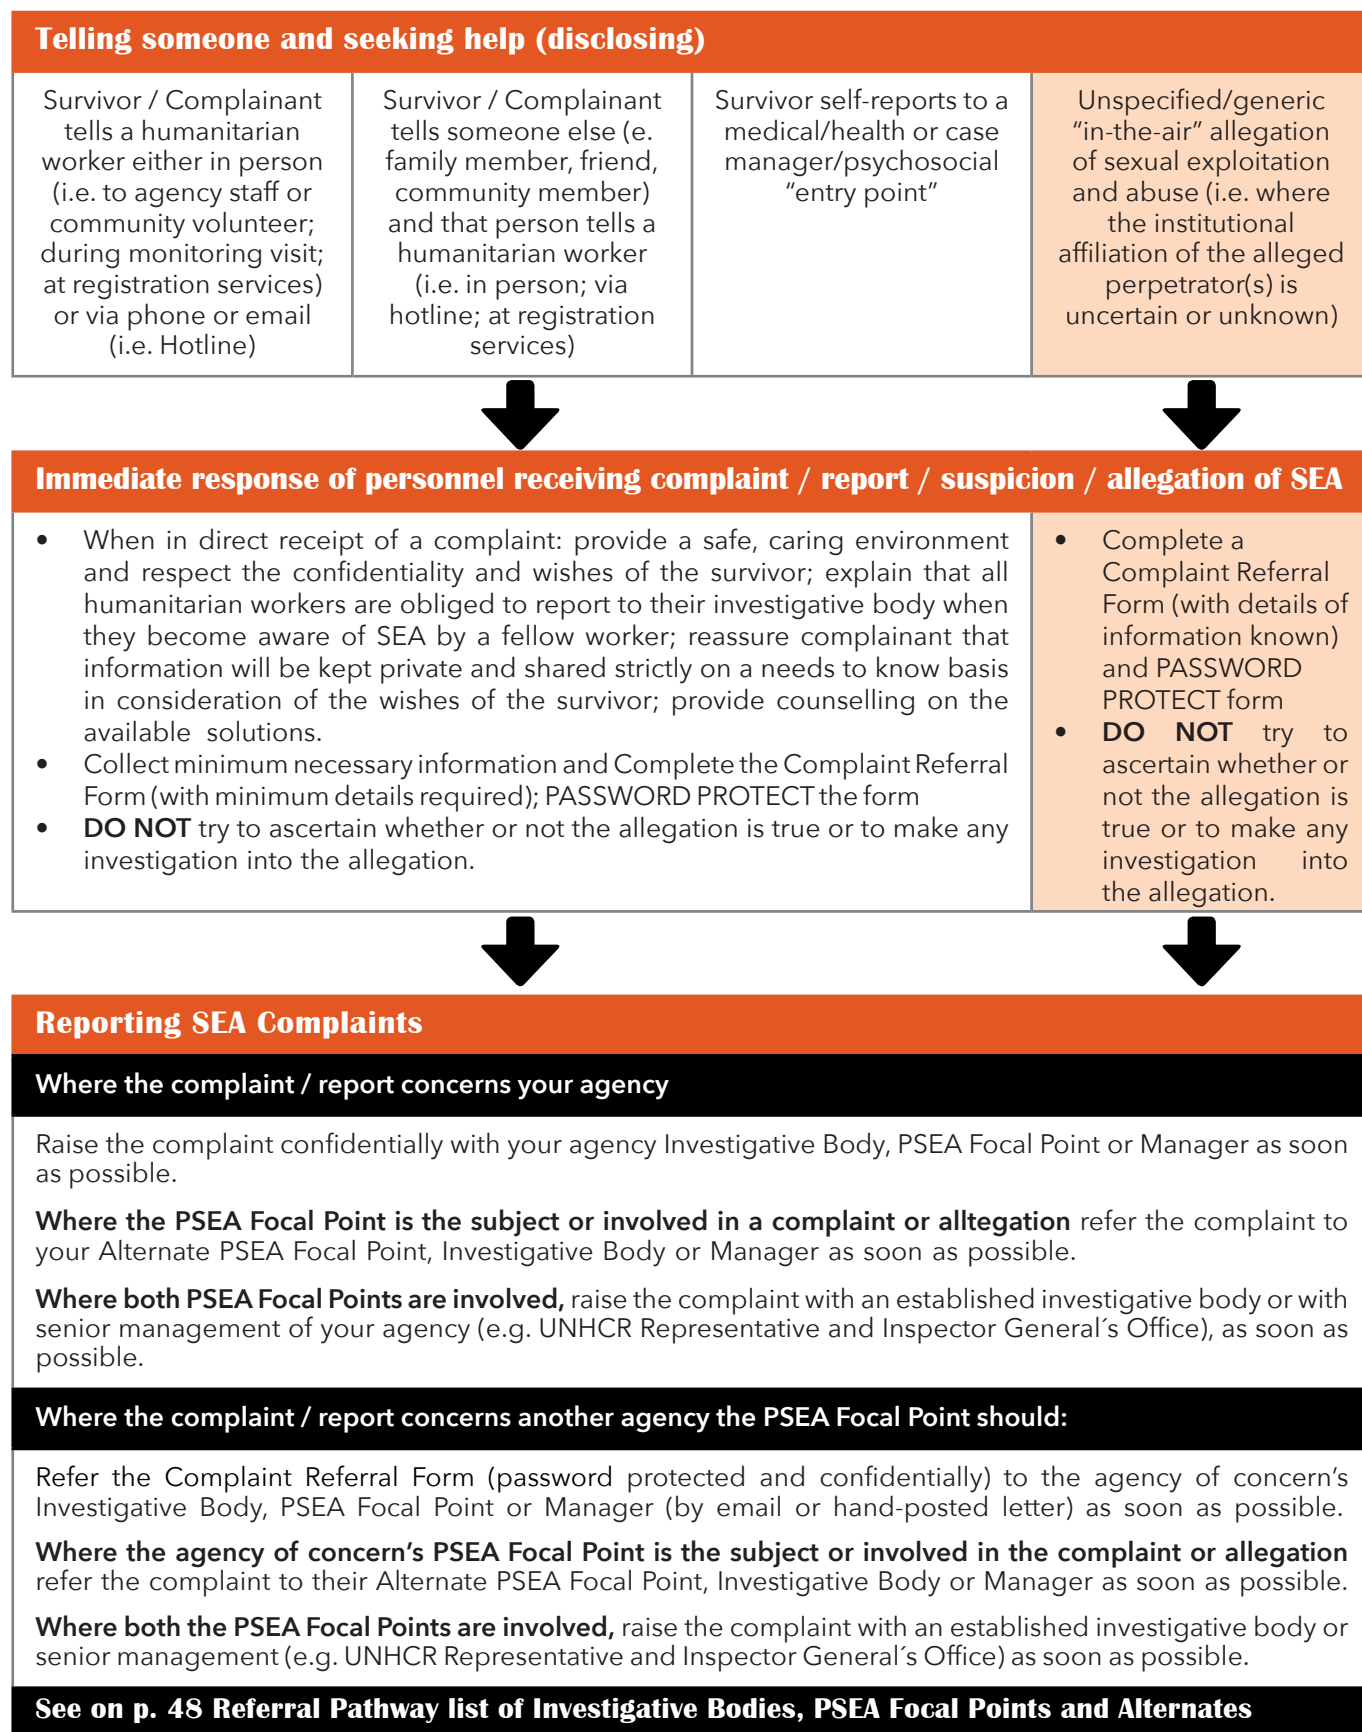 Telling someone and seeking help (disclosing)
Survivor / Complainant
tells a humanitarian
worker either in person
(i.e. to agency staff or
community volunteer;
during monitoring visit;
at registration services)
or via phone or email
(i.e. Hotline)
Survivor / Complainant
tells someone else (e.
family member, friend,
community member)
and that person tells a
humanitarian worker
(i.e. in person; via
hotline; at registration
services)
Survivor self-reports to a
medical/health or case
manager/psychosocial
“entry point”
Unspecified/generic
“in-the-air” allegation
of sexual exploitation
and abuse (i.e. where
the institutional
affiliation of the alleged
perpetrator(s) is
uncertain or unknown)
Immediate response of personnel receiving complaint / report / suspicion / allegation of SEA
• When in direct receipt of a complaint: provide a safe, caring environment
and respect the confidentiality and wishes of the survivor; explain that all
humanitarian workers are obliged to report to their investigative body when
they become aware of SEA by a fellow worker; reassure complainant that
information will be kept private and shared strictly on a needs to know basis
in consideration of the wishes of the survivor; provide counselling on the
available solutions.
• Collect minimum necessary information and Complete the Complaint Referral
Form (with minimum details required); PASSWORD PROTECT the form
• DO NOT try to ascertain whether or not the allegation is true or to make any
investigation into the allegation.
• Complete a
Complaint Referral
Form (with details of
information known)
and PASSWORD
PROTECT form
• DO NOT try to
ascertain whether or
not the allegation is
true or to make any
investigation into
the allegation.
Reporting SEA Complaints
Where the complaint / report concerns your agency
Raise the complaint confidentially with your agency Investigative Body, PSEA Focal Point or Manager as soon
as possible.
Where the PSEA Focal Point is the subject or involved in a complaint or alltegation refer the complaint to
your Alternate PSEA Focal Point, Investigative Body or Manager as soon as possible.
Where both PSEA Focal Points are involved, raise the complaint with an established investigative body or with
senior management of your agency (e.g. UNHCR Representative and Inspector General´s Office), as soon as
possible.
Where the complaint / report concerns another agency the PSEA Focal Point should:
Refer the Complaint Referral Form (password protected and confidentially) to the agency of concern’s
Investigative Body, PSEA Focal Point or Manager (by email or hand-posted letter) as soon as possible.
Where the agency of concern’s PSEA Focal Point is the subject or involved in the complaint or allegation
refer the complaint to their Alternate PSEA Focal Point, Investigative Body or Manager as soon as possible.
Where both the PSEA Focal Points are involved, raise the complaint with an established investigative body or
senior management (e.g. UNHCR Representative and Inspector General´s Office) as soon as possible.
See on p. 48 Referral Pathway list of Investigative Bodies, PSEA Focal Points and Alternates